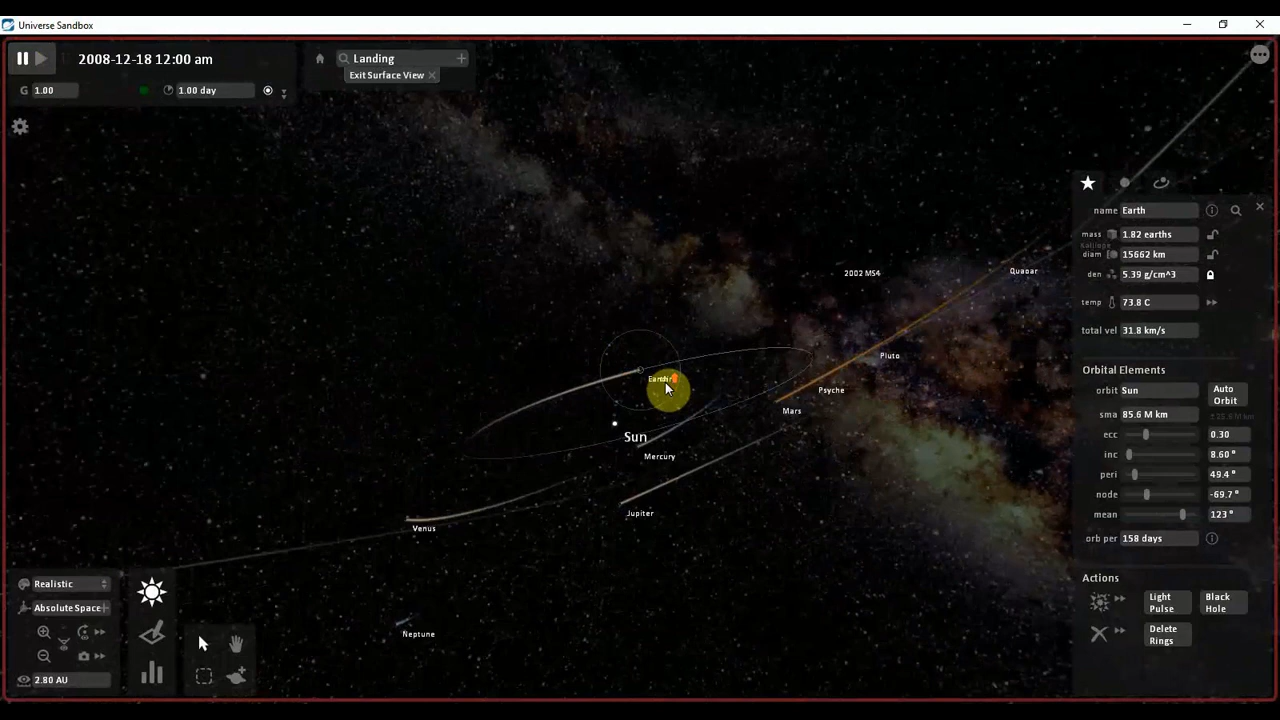 Universe Sandbox
2008-12-18 12:00 am
Landing
Exit Surface View
G 1.00
1.00 day
name Earth
mass 1.82 earths
Kalliope
diam 15662 km
den 5.39 g/cm^3
temp 73.8 C
total vel 31.8 km/s
Orbital Elements
orbit Sun
Auto
Orbit
sma 85.6 M km
ecc 0.30
inc 8.60°
peri 49.4°
node -69.7°
mean 123°
orb per 158 days
Actions
Light
Pulse
Black
Hole
Delete
Rings
Quaoar
2002 MS4
Pluto
Earth
Psyche
Mars
Sun
Mercury
Jupiter
Venus
Neptune
Realistic
Absolute Space
2.80 AU